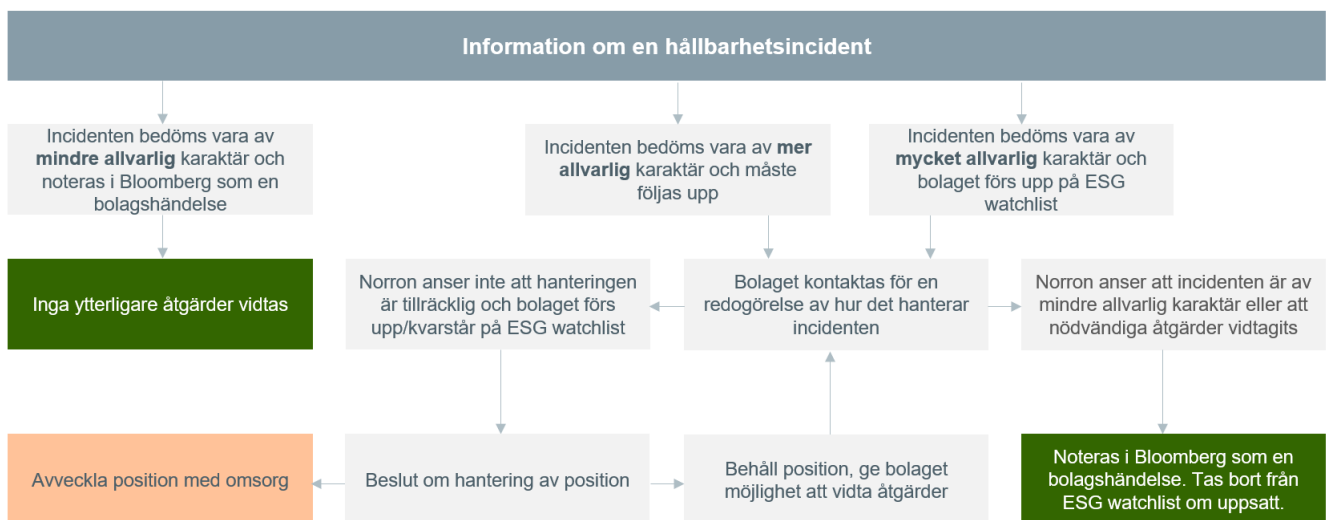 Information om en hållbarhetsincident
Incidenten bedöms vara av
mindre allvarlig karaktär och
noteras i Bloomberg som en
bolagshändelse
Incidenten bedöms vara av mer
allvarlig karaktär och måste
följas upp
Incidenten bedöms vara av
mycket allvarlig karaktär och
bolaget förs upp på ESG
watchlist
Inga ytterligare åtgärder vidtas
Norron anser inte att hanteringen
är tillräcklig och bolaget förs
upp/kvarstår på ESG watchlist
Bolaget kontaktas för en
redogörelse av hur det hanterar
incidenten
Norron anser att incidenten är av
mindre allvarlig karaktär eller att
nödvändiga åtgärder vidtagits
Avveckla position med omsorg
Beslut om hantering av position
Behåll position, ge bolaget
möjlighet att vidta åtgärder
Noteras i Bloomberg som en
bolagshändelse. Tas bort från
ESG watchlist om uppsatt.